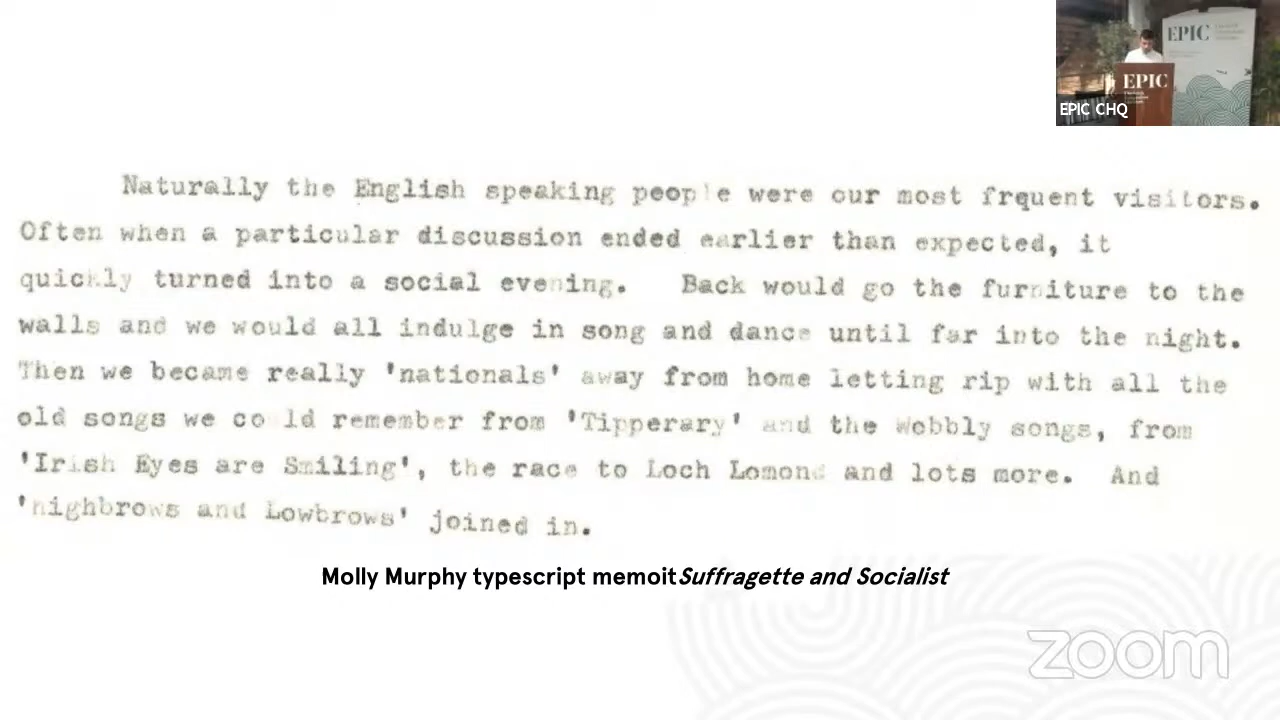 EPIC
EPIC
EPIC CHQ
Naturally the English speaking people were our most frquent visitors.
Often when a particular discussion ended earlier than expected, it
quickly turned into a social evening. Back would go the furniture to the
walls and we would all indulge in song and dance until far into the night.
Then we became really 'nationals' away from home letting rip with all the
old songs we could remember from 'Tipperary' and the Wobbly songs, from
'Irish Eyes are Smiling', the race to Loch Lomond and lots more. And
'highbrows and Lowbrows' joined in.
Molly Murphy typescript memoit Suffragette and Socialist
zoom